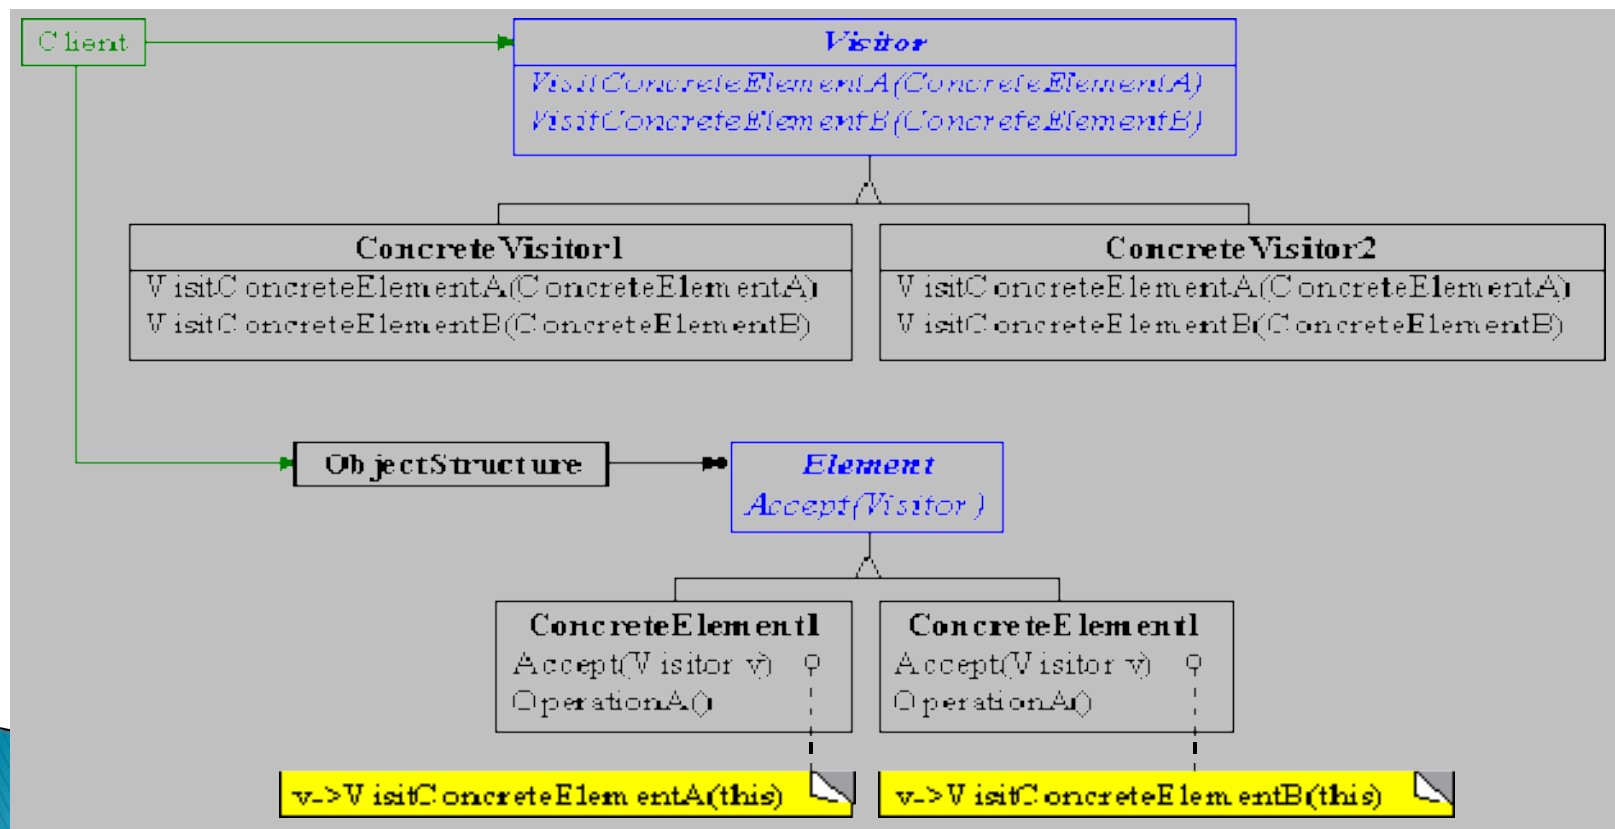 Client
Visitor
VisitConcreteElementA(ConcreteElementA)
VisitConcreteElementB(ConcreteElementB)
ConcreteVisitor1
VisitConcreteElementA(ConcreteElementA)
VisitConcreteElementB(ConcreteElementB)
ConcreteVisitor2
VisitConcreteElementA(ConcreteElementA)
VisitConcreteElementB(ConcreteElementB)
ObjectStructure
Element
Accept(Visitor)
ConcreteElement1
Accept(Visitor v)
OperationA()
ConcreteElement1
Accept(Visitor v)
OperationA()
v->VisitConcreteElementA(this)
v->VisitConcreteElementB(this)